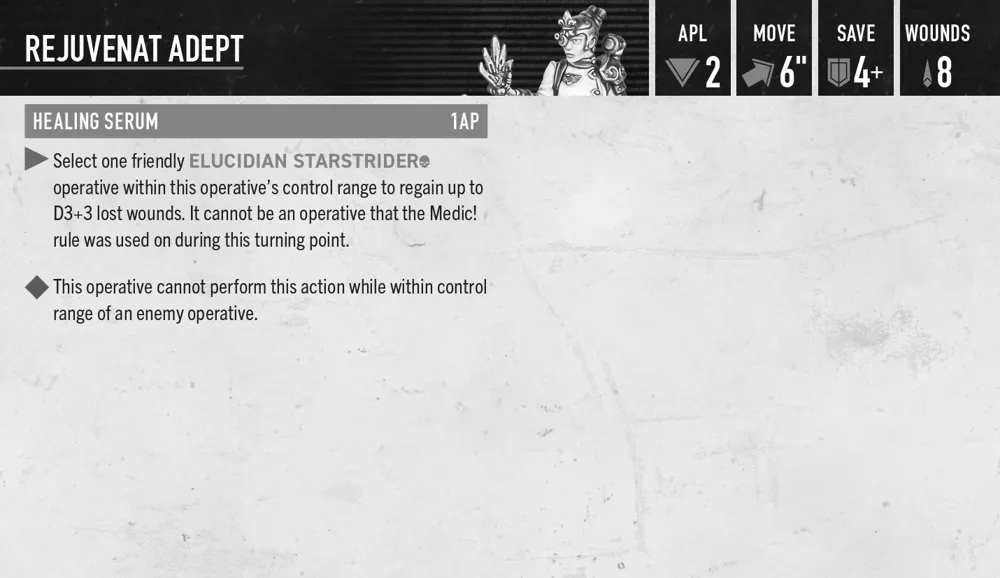 REJUVENAT ADEPT
APL
2
MOVE
6"
SAVE
4+
WOUNDS
8
HEALING SERUM 1AP
Select one friendly ELUCIDIAN STARSTRIDER
operative within this operative's control range to regain up to
D3+3 lost wounds. It cannot be an operative that the Medic!
rule was used on during this turning point.
This operative cannot perform this action while within control
range of an enemy operative.